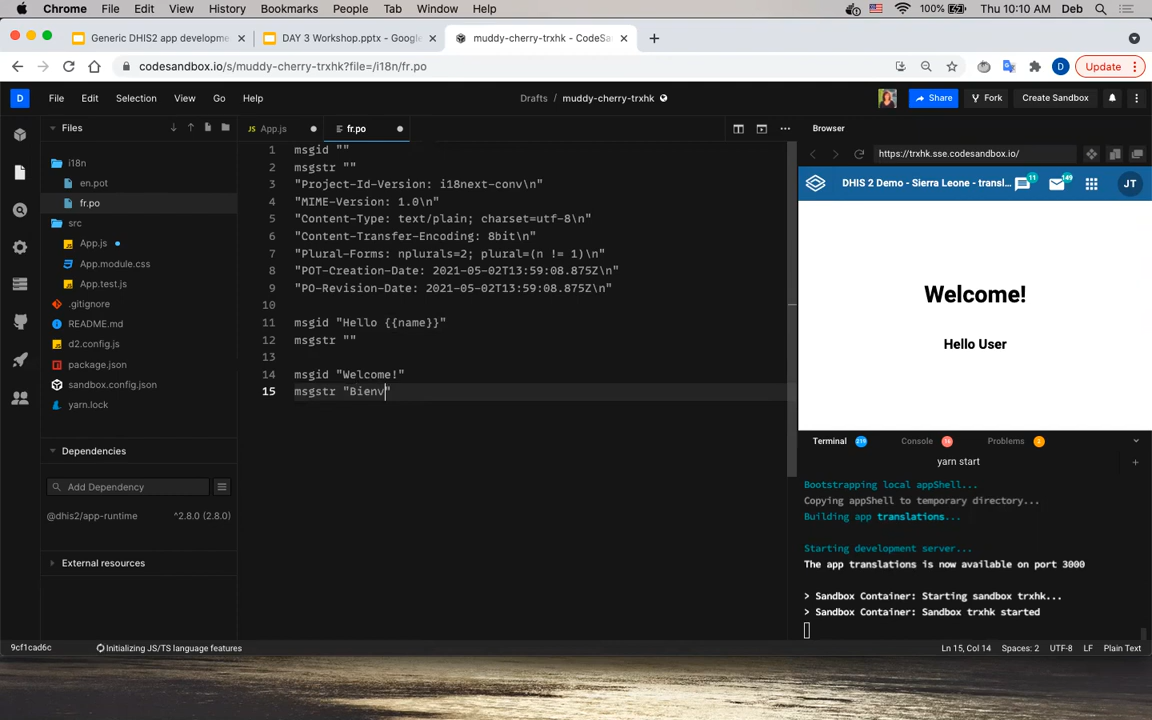 Chrome File Edit View History Bookmarks People Tab Window Help 100% Thu 10:10 AM Deb
Generic DHIS2 app developme
DAY 3 Workshop.pptx - Google
muddy-cherry-trxhk - CodeSan
codesandbox.io/s/muddy-cherry-trxhk?file=/i18n/fr.po
D Update
D File Edit Selection View Go Help
Drafts / muddy-cherry-trxhk
Share Fork Create Sandbox
Files
i18n
en.pot
fr.po
src
App.js
App.module.css
App.test.js
.gitignore
README.md
d2.config.js
package.json
sandbox.config.json
yarn.lock
Dependencies
Add Dependency
@dhis2/app-runtime ^2.8.0 (2.8.0)
External resources
JS App.js
fr.po
1 msgid ""
2 msgstr ""
3 "Project-Id-Version: i18next-conv\n"
4 "MIME-Version: 1.0\n"
5 "Content-Type: text/plain; charset=utf-8\n"
6 "Content-Transfer-Encoding: 8bit\n"
7 "Plural-Forms: nplurals=2; plural=(n != 1)\n"
8 "POT-Creation-Date: 2021-05-02T13:59:08.875Z\n"
9 "PO-Revision-Date: 2021-05-02T13:59:08.875Z\n"
10
11 msgid "Hello {{name}}"
12 msgstr ""
13
14 msgid "Welcome!"
15 msgstr "Bienv"
Browser
https://trxhk.sse.codesandbox.io/
DHIS 2 Demo - Sierra Leone - transl... 11 149 JT
Welcome!
Hello User
Terminal 219 Console 16 Problems 2
yarn start
Bootstrapping local appShell...
Copying appShell to temporary directory...
Building app translations...
Starting development server...
The app translations is now available on port 3000
> Sandbox Container: Starting sandbox trxhk...
> Sandbox Container: Sandbox trxhk started
9cf1cad6c Initializing JS/TS language features
Ln 15, Col 14 Spaces: 2 UTF-8 LF Plain Text